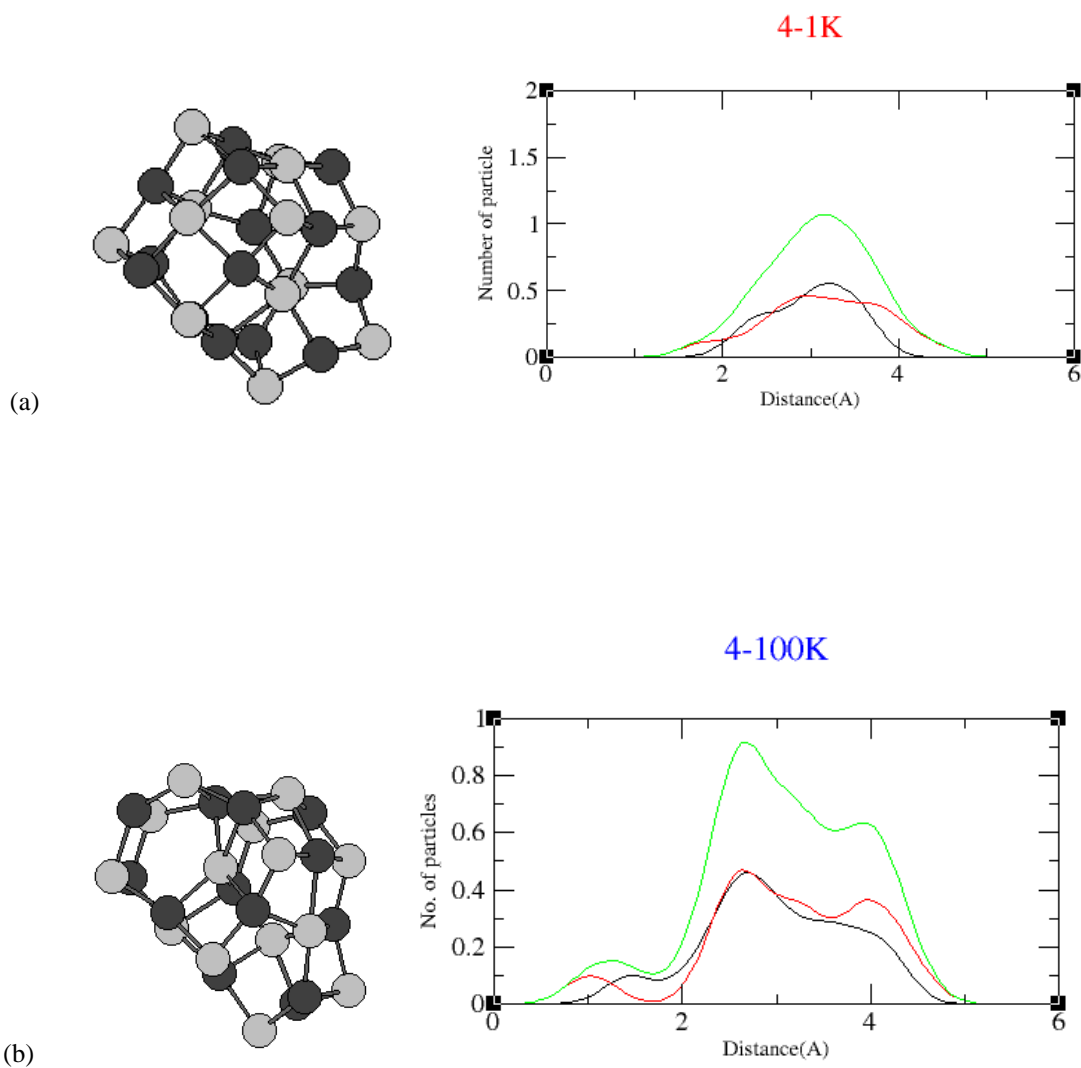 4-1K
2
1.5
1
0.5
0
Number of particle
0 2 4 6
Distance(A)
(a)
4-100K
1
0.8
0.6
0.4
0.2
0
No. of particles
0 2 4 6
Distance(A)
(b)